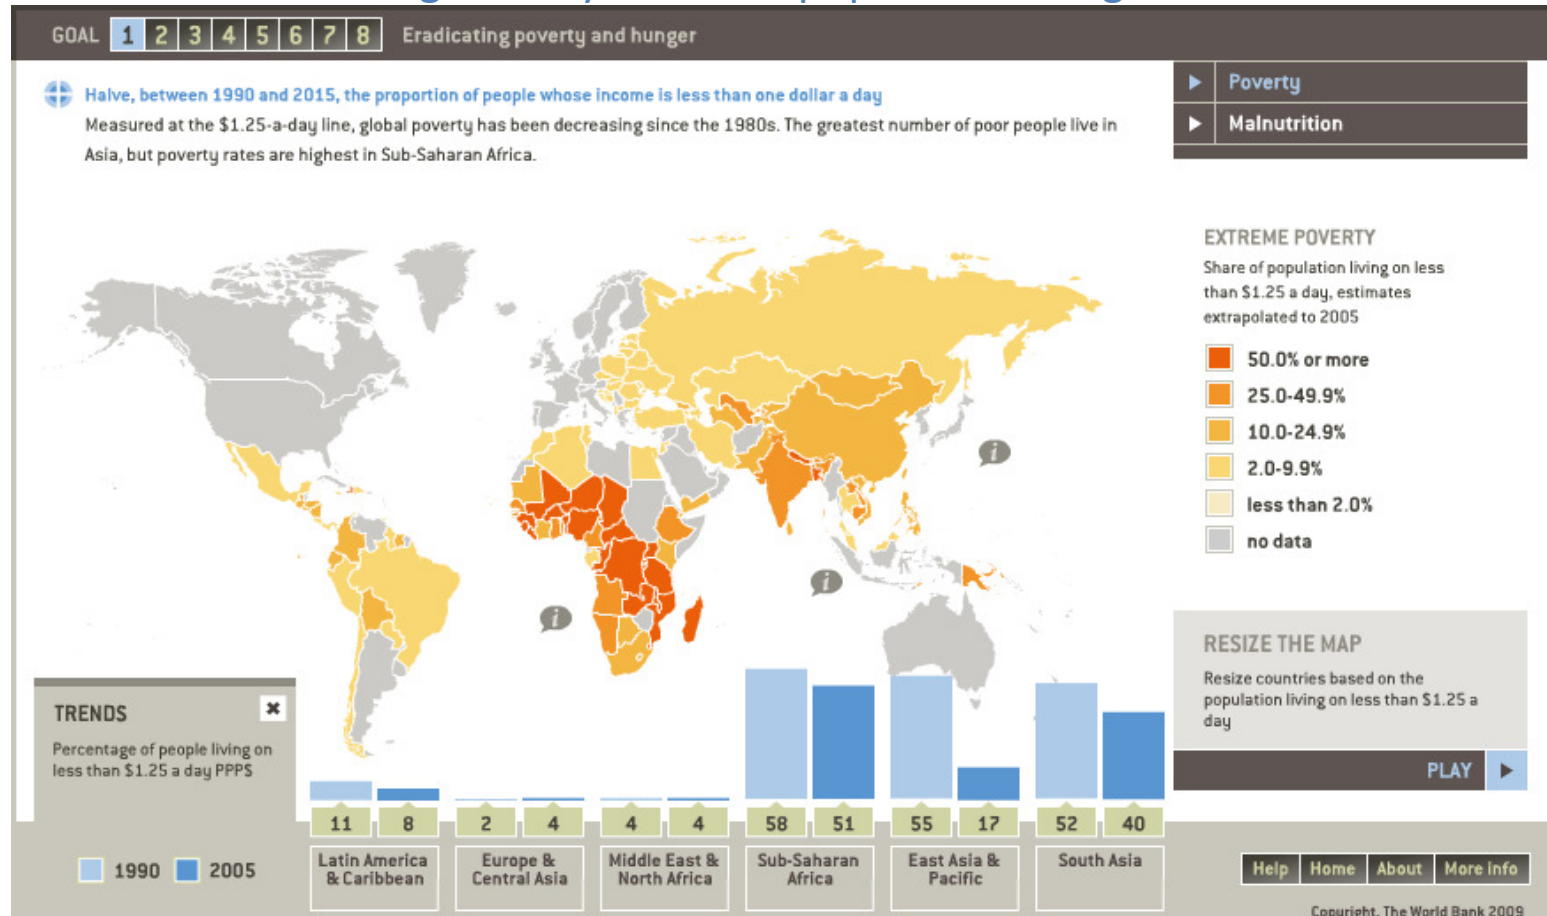 GOAL 1 2 3 4 5 6 7 8 Eradicating poverty and hunger
Halve, between 1990 and 2015, the proportion of people whose income is less than one dollar a day
Measured at the $1.25-a-day line, global poverty has been decreasing since the 1980s. The greatest number of poor people live in
Asia, but poverty rates are highest in Sub-Saharan Africa.
Poverty
Malnutrition
EXTREME POVERTY
Share of population living on less
than $1.25 a day, estimates
extrapolated to 2005
50.0% or more
25.0-49.9%
10.0-24.9%
2.0-9.9%
less than 2.0%
no data
i
i
i
RESIZE THE MAP
Resize countries based on the
population living on less than $1.25 a
day
PLAY
TRENDS
Percentage of people living on
less than $1.25 a day PPP$
1990 2005
11 8
Latin America
& Caribbean
2 4
Europe &
Central Asia
4 4
Middle East &
North Africa
58 51
Sub-Saharan
Africa
55 17
East Asia &
Pacific
52 40
South Asia
Help Home About More info
Copyright, The World Bank 2009